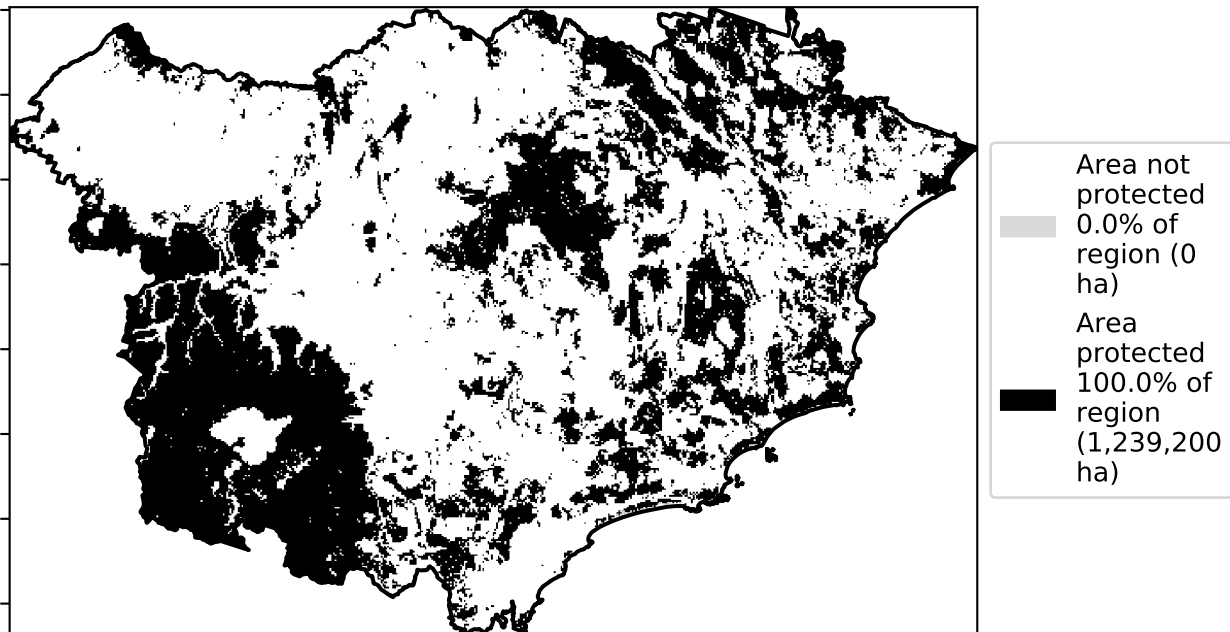 Area not
protected
0.0% of
region (0
ha)
Area
protected
100.0% of
region
(1,239,200
ha)